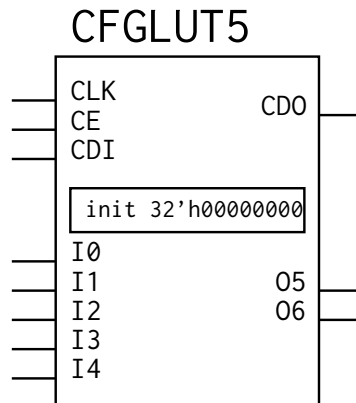 CFGLUT5
CLK
CE
CDI
CDO
init 32'h00000000
I0
I1
I2
I3
I4
O5
O6